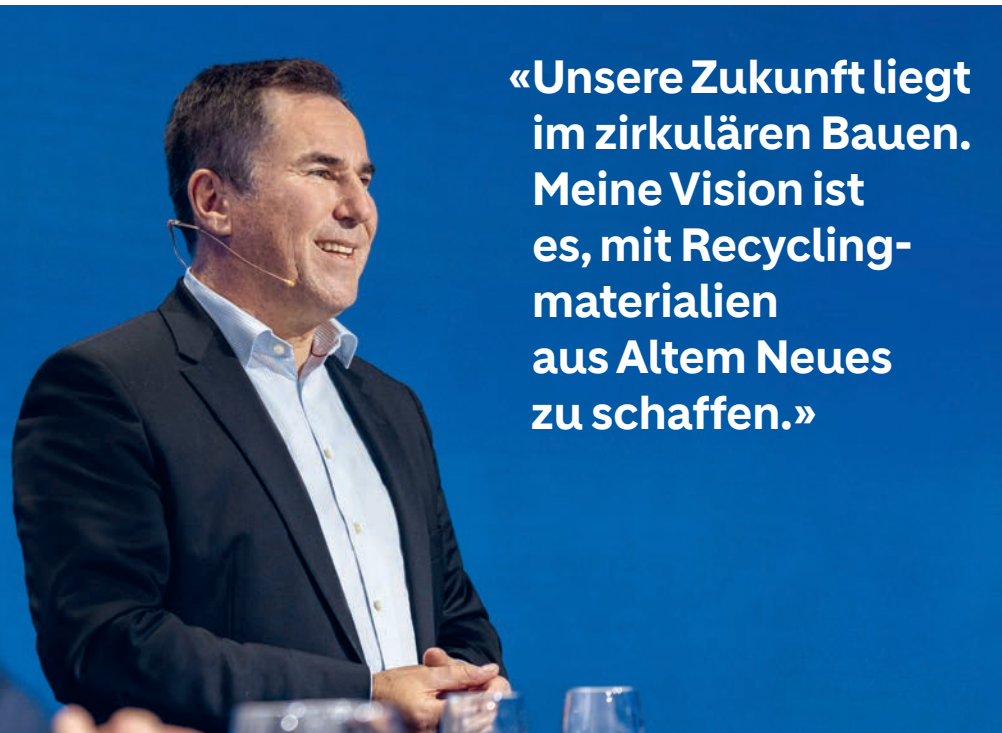 «Unsere Zukunft liegt
im zirkulären Bauen.
Meine Vision ist
es, mit Recycling-
materialien
aus Altem Neues
zu schaffen.»